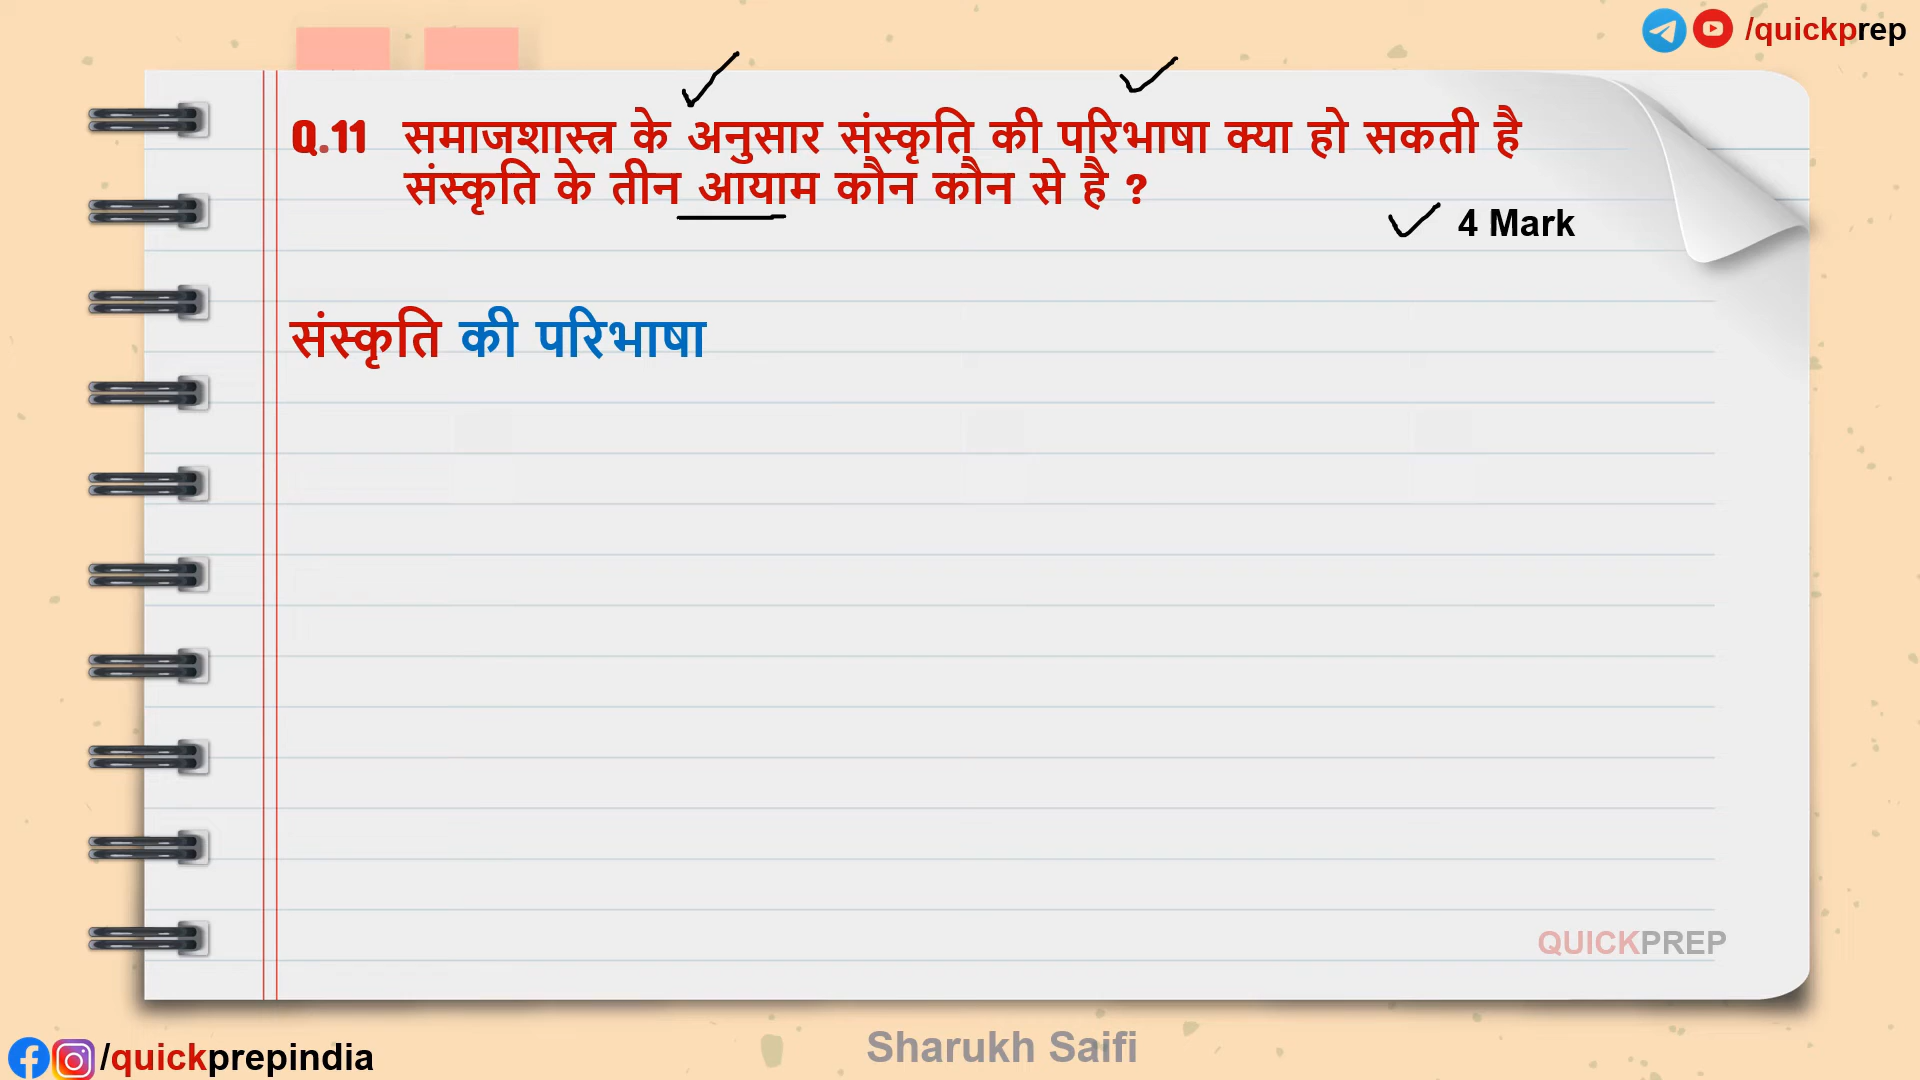 /quickprep
Q.11 समाजशास्त्र के अनुसार संस्कृति की परिभाषा क्या हो सकती है
संस्कृति के तीन आयाम कौन कौन से है ?
4 Mark
संस्कृति की परिभाषा
QUICKPREP
Sharukh Saifi
/quickprepindia